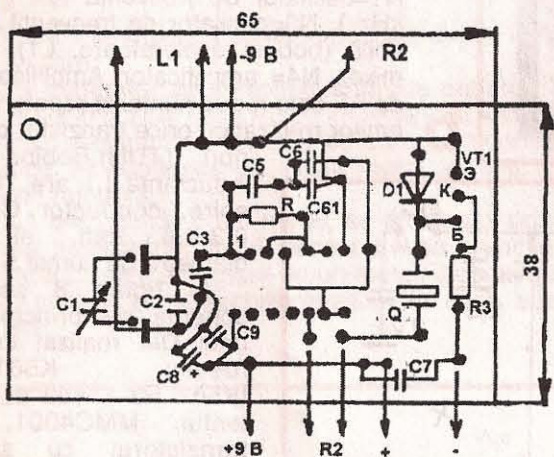 65
L1 -9 В R2
C5 C6 VT1
Э
D1 К
R C61
Б
C3 1
38
C1 C2
Q R3
C9
C8 + C7
+9 В R2 + -